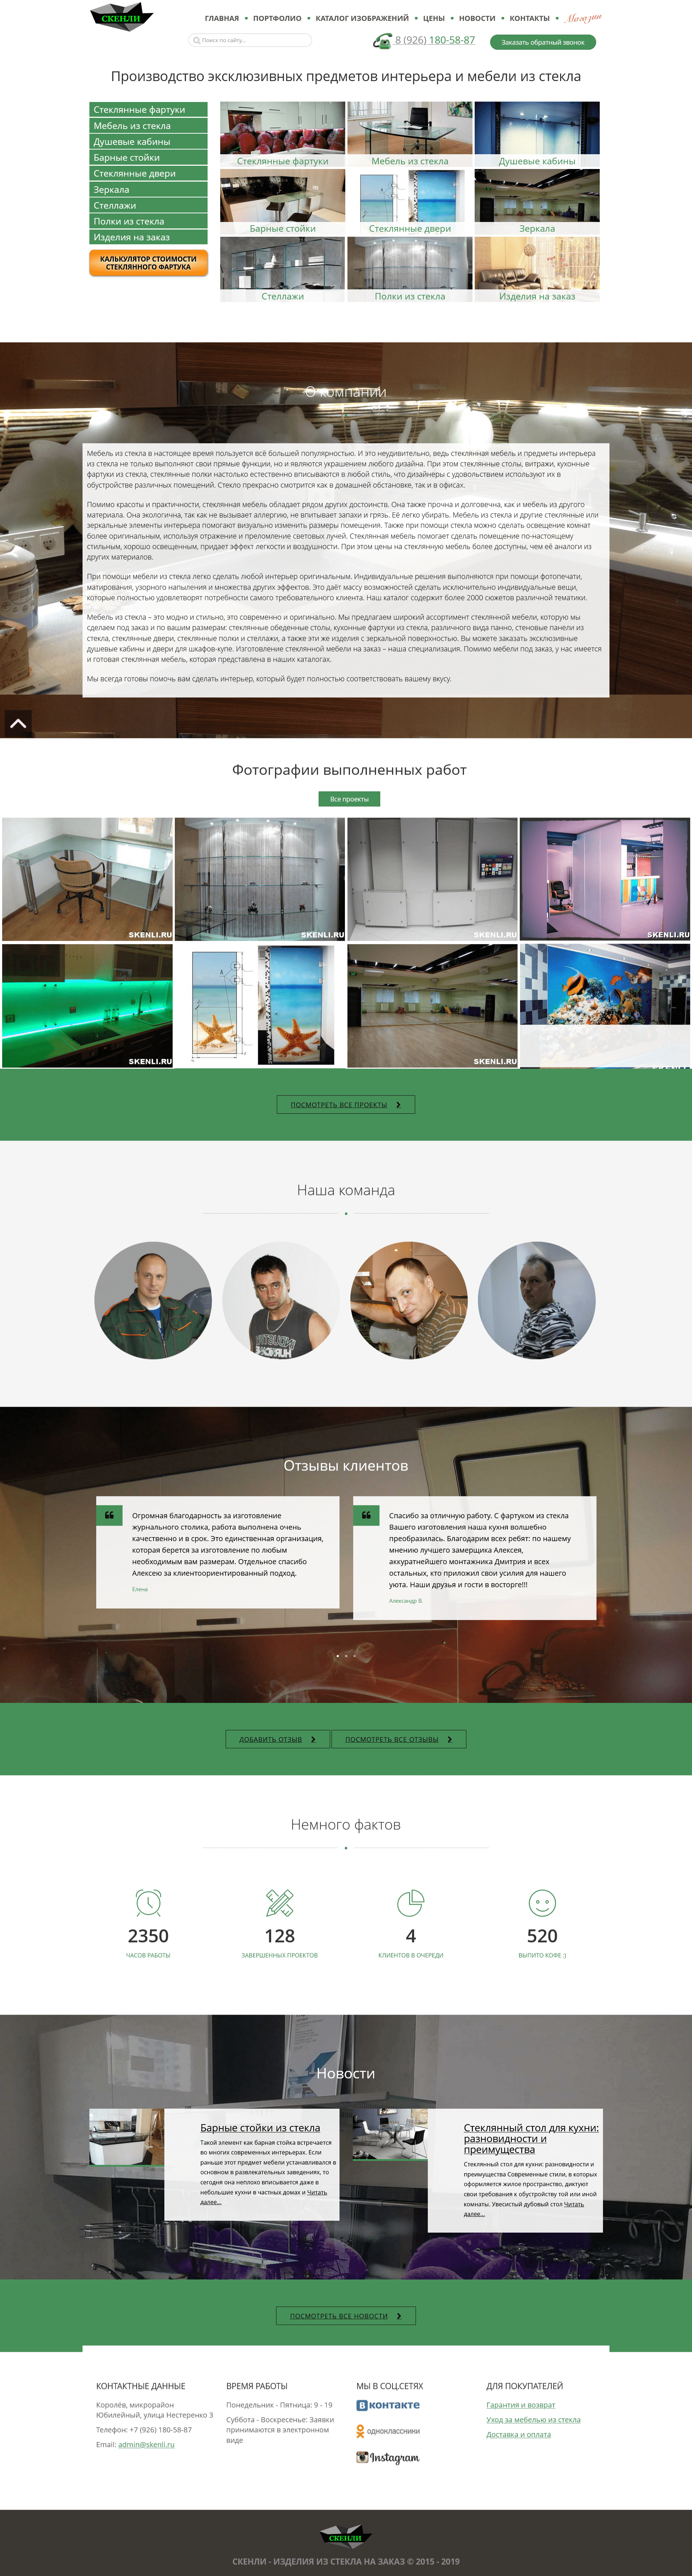 СКЕНЛИ
ГЛАВНАЯ • ПОРТФОЛИО • КАТАЛОГ ИЗОБРАЖЕНИЙ • ЦЕНЫ • НОВОСТИ • КОНТАКТЫ • Магазин
Поиск по сайту...
8 (926) 180-58-87
Заказать обратный звонок
Производство эксклюзивных предметов интерьера и мебели из стекла
Стеклянные фартуки
Мебель из стекла
Душевые кабины
Барные стойки
Стеклянные двери
Зеркала
Стеллажи
Полки из стекла
Изделия на заказ
КАЛЬКУЛЯТОР СТОИМОСТИ
СТЕКЛЯННОГО ФАРТУКА
Стеклянные фартуки
Мебель из стекла
Душевые кабины
Барные стойки
Стеклянные двери
Зеркала
Стеллажи
Полки из стекла
Изделия на заказ
О компании
Мебель из стекла в настоящее время пользуется всё большей популярностью. И это неудивительно, ведь стеклянная мебель и предметы интерьера
из стекла не только выполняют свои прямые функции, но и являются украшением любого дизайна. При этом стеклянные столы, витражи, кухонные
фартуки из стекла, стеклянные полки настолько естественно вписываются в любой стиль, что дизайнеры с удовольствием используют их в
обустройстве различных помещений. Стекло прекрасно смотрится как в домашней обстановке, так и в офисах.
Помимо красоты и практичности, стеклянная мебель обладает рядом других достоинств. Она также прочна и долговечна, как и мебель из другого
материала. Она экологична, так как не вызывает аллергию, не впитывает запахи и грязь. Её легко убирать. Мебель из стекла и другие стеклянные или
зеркальные элементы интерьера помогают визуально изменить размеры помещения. Также при помощи стекла можно сделать освещение комнат
более оригинальным, используя отражение и преломление световых лучей. Стеклянная мебель помогает сделать помещение по-настоящему
стильным, хорошо освещенным, придает эффект легкости и воздушности. При этом цены на стеклянную мебель более доступны, чем её аналоги из
других материалов.
При помощи мебели из стекла легко сделать любой интерьер оригинальным. Индивидуальные решения выполняются при помощи фотопечати,
матирования, узорного напыления и множества других эффектов. Это даёт массу возможностей сделать исключительно индивидуальные вещи,
которые полностью удовлетворят потребности самого требовательного клиента. Наш каталог содержит более 2000 сюжетов различной тематики.
Мебель из стекла – это модно и стильно, это современно и оригинально. Мы предлагаем широкий ассортимент стеклянной мебели, которую мы
сделаем под заказ и по вашим размерам: стеклянные обеденные столы, кухонные фартуки из стекла, различного вида панно, стеновые панели из
стекла, стеклянные двери, стеклянные полки и стеллажи, а также эти же изделия с зеркальной поверхностью. Вы можете заказать эксклюзивные
душевые кабины и двери для шкафов-купе. Изготовление стеклянной мебели на заказ – наша специализация. Помимо мебели под заказ, у нас имеется
и готовая стеклянная мебель, которая представлена в наших каталогах.
Мы всегда готовы помочь вам сделать интерьер, который будет полностью соответствовать вашему вкусу.
Фотографии выполненных работ
Все проекты
SKENLI.RU
SKENLI.RU
SKENLI.RU
SKENLI.RU
SKENLI.RU
SKENLI.RU
ПОСМОТРЕТЬ ВСЕ ПРОЕКТЫ
Наша команда
Отзывы клиентов
Огромная благодарность за изготовление
журнального столика, работа выполнена очень
качественно и в срок. Это единственная организация,
которая берется за изготовление по любым
необходимым вам размерам. Отдельное спасибо
Алексею за клиентоориентированный подход.
Елена
Спасибо за отличную работу. С фартуком из стекла
Вашего изготовления наша кухня волшебно
преобразилась. Благодарим всех ребят: по нашему
мнению лучшего замерщика Алексея,
аккуратнейшего монтажника Дмитрия и всех
остальных, кто приложил свои усилия для нашего
уюта. Наши друзья и гости в восторге!!!
Александр В.
ДОБАВИТЬ ОТЗЫВ
ПОСМОТРЕТЬ ВСЕ ОТЗЫВЫ
Немного фактов
2350
ЧАСОВ РАБОТЫ
128
ЗАВЕРШЕННЫХ ПРОЕКТОВ
4
КЛИЕНТОВ В ОЧЕРЕДИ
520
ВЫПИТО КОФЕ :)
Новости
Барные стойки из стекла
Такой элемент как барная стойка встречается
во многих современных интерьерах. Если
раньше этот предмет мебели устанавливался в
основном в развлекательных заведениях, то
сегодня она неплохо вписывается даже в
небольшие кухни в частных домах и Читать
далее...
Стеклянный стол для кухни:
разновидности и
преимущества
Стеклянный стол для кухни: разновидности и
преимущества Современные стили, в которых
оформляется жилое пространство, диктуют
свои требования к обустройству той или иной
комнаты. Увесистый дубовый стол Читать
далее...
ПОСМОТРЕТЬ ВСЕ НОВОСТИ
КОНТАКТНЫЕ ДАННЫЕ
Королёв, микрорайон
Юбилейный, улица Нестеренко 3
Телефон: +7 (926) 180-58-87
Email: admin@skenli.ru
ВРЕМЯ РАБОТЫ
Понедельник - Пятница: 9 - 19
Суббота - Воскресенье: Заявки
принимаются в электронном
виде
МЫ В СОЦ.СЕТЯХ
контакте
одноклассники
Instagram
ДЛЯ ПОКУПАТЕЛЕЙ
Гарантия и возврат
Уход за мебелью из стекла
Доставка и оплата
СКЕНЛИ
СКЕНЛИ - ИЗДЕЛИЯ ИЗ СТЕКЛА НА ЗАКАЗ © 2015 - 2019